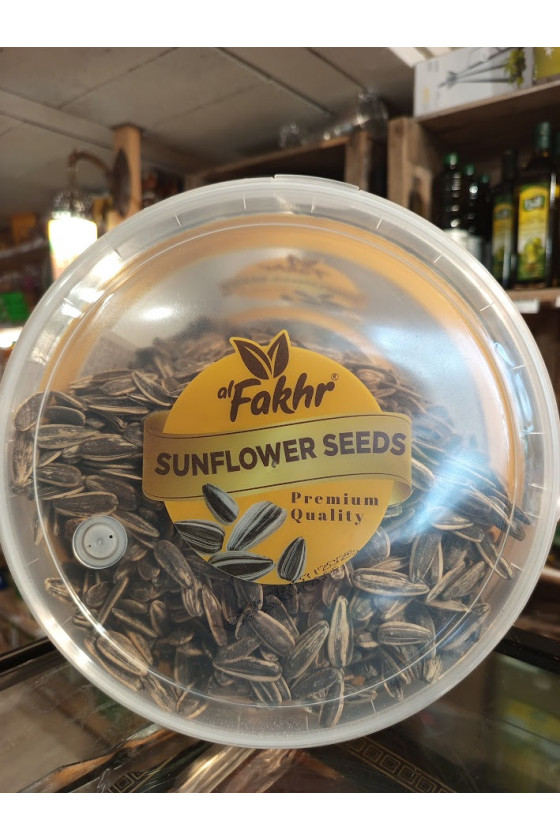 al Fakhr®
SUNFLOWER SEEDS
Premium
Quality